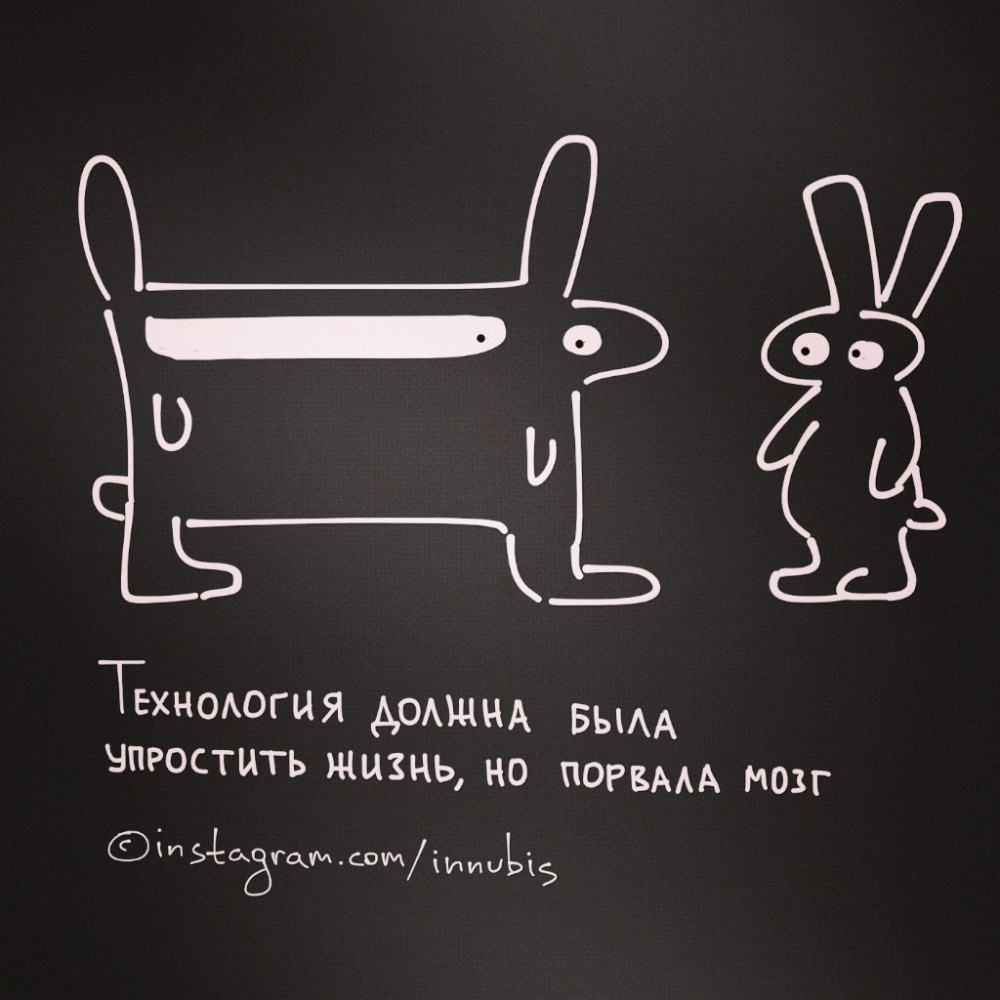 Технология должна была
упростить жизнь, но порвала мозг
©instagram.com/innubis